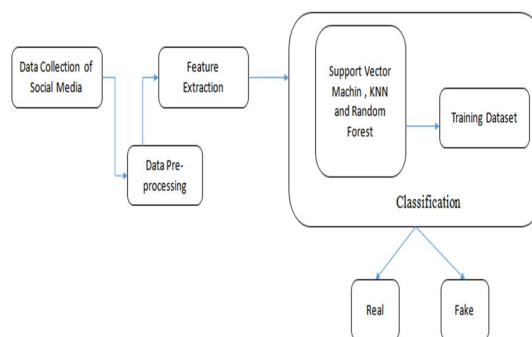 Data Collection of
Social Media
Feature
Extraction
Data Pre-
processing
Support Vector
Machin , KNN
and Random
Forest
Training Dataset
Classification
Real
Fake